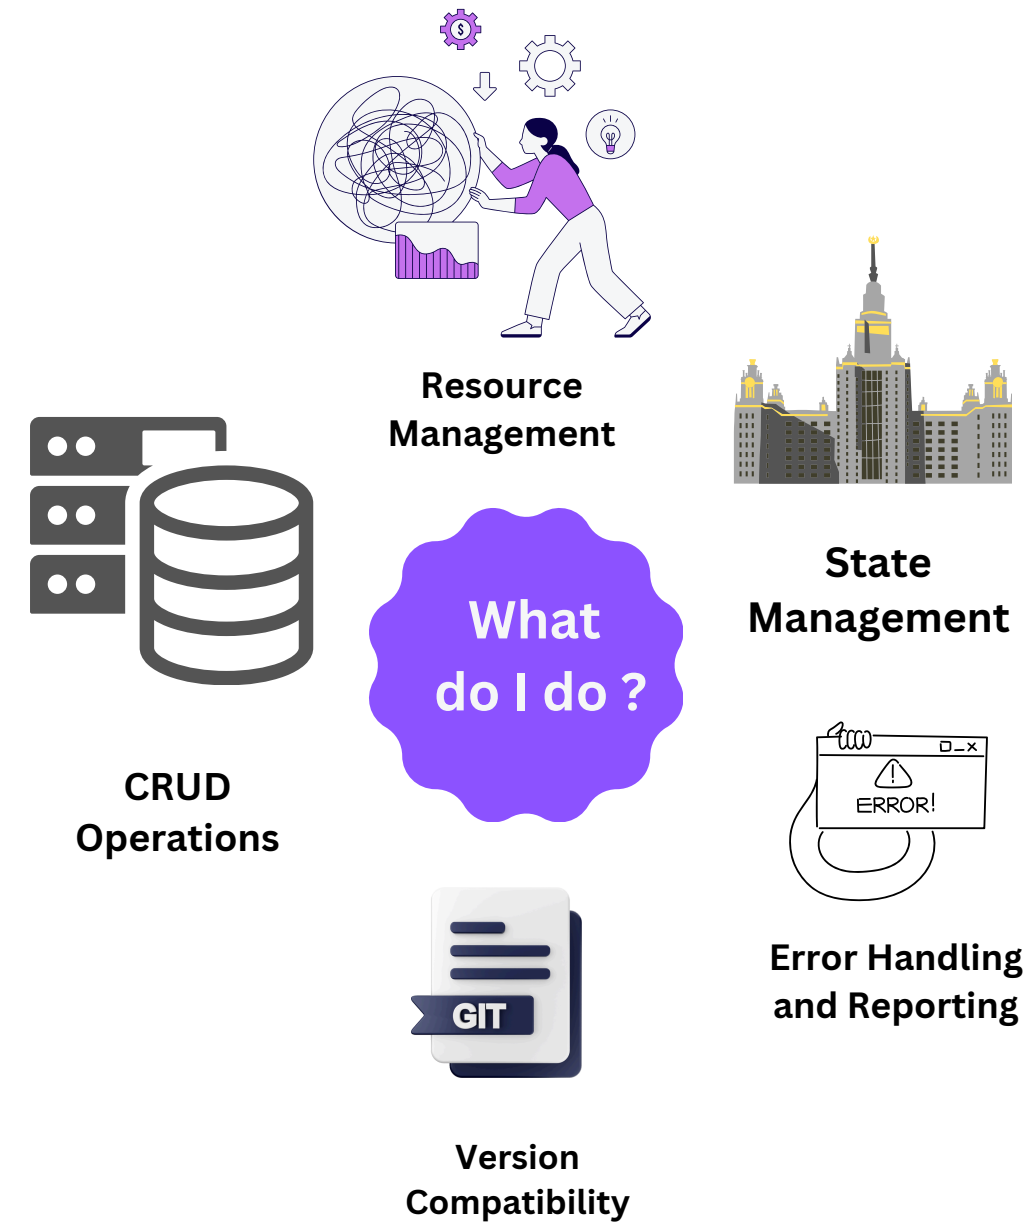 $
Resource
Management
State
Management
What
do I do ?
CRUD
Operations
ERROR!
Error Handling
and Reporting
GIT
Version
Compatibility